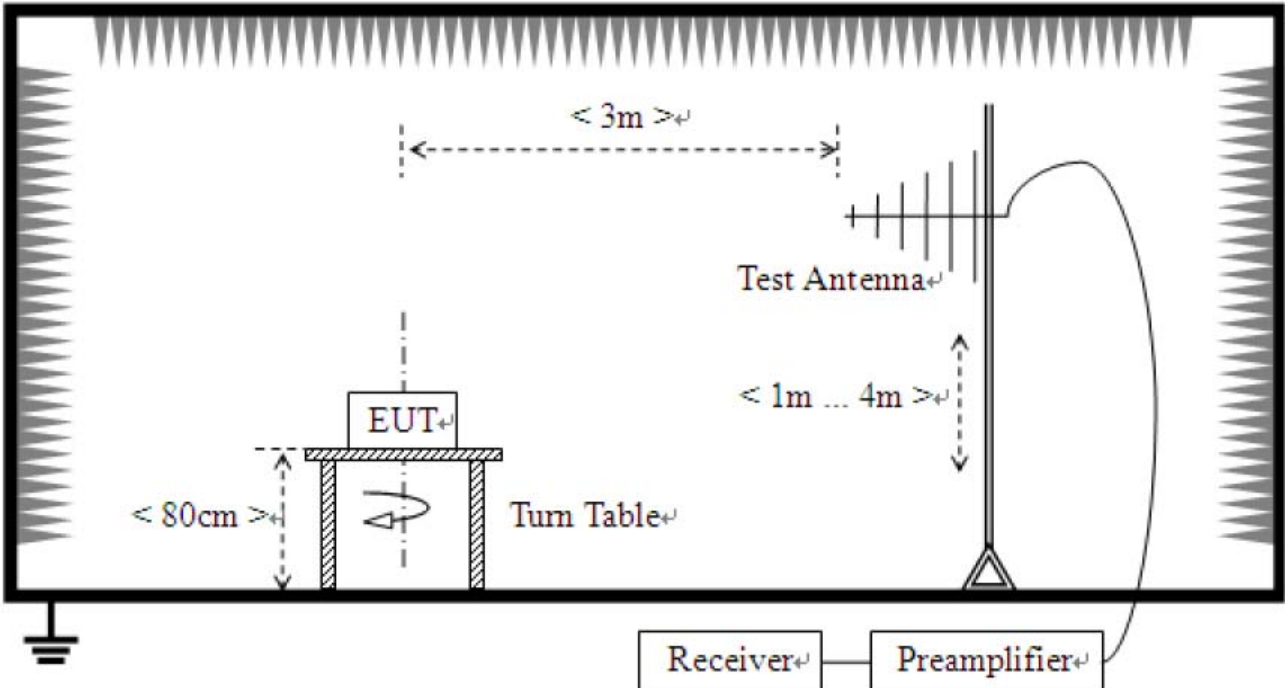 < 3m >↵
Test Antenna↵
< 1m ... 4m >↵
EUT↵
< 80cm >↵
Turn Table↵
Receiver↵
Preamplifier↵